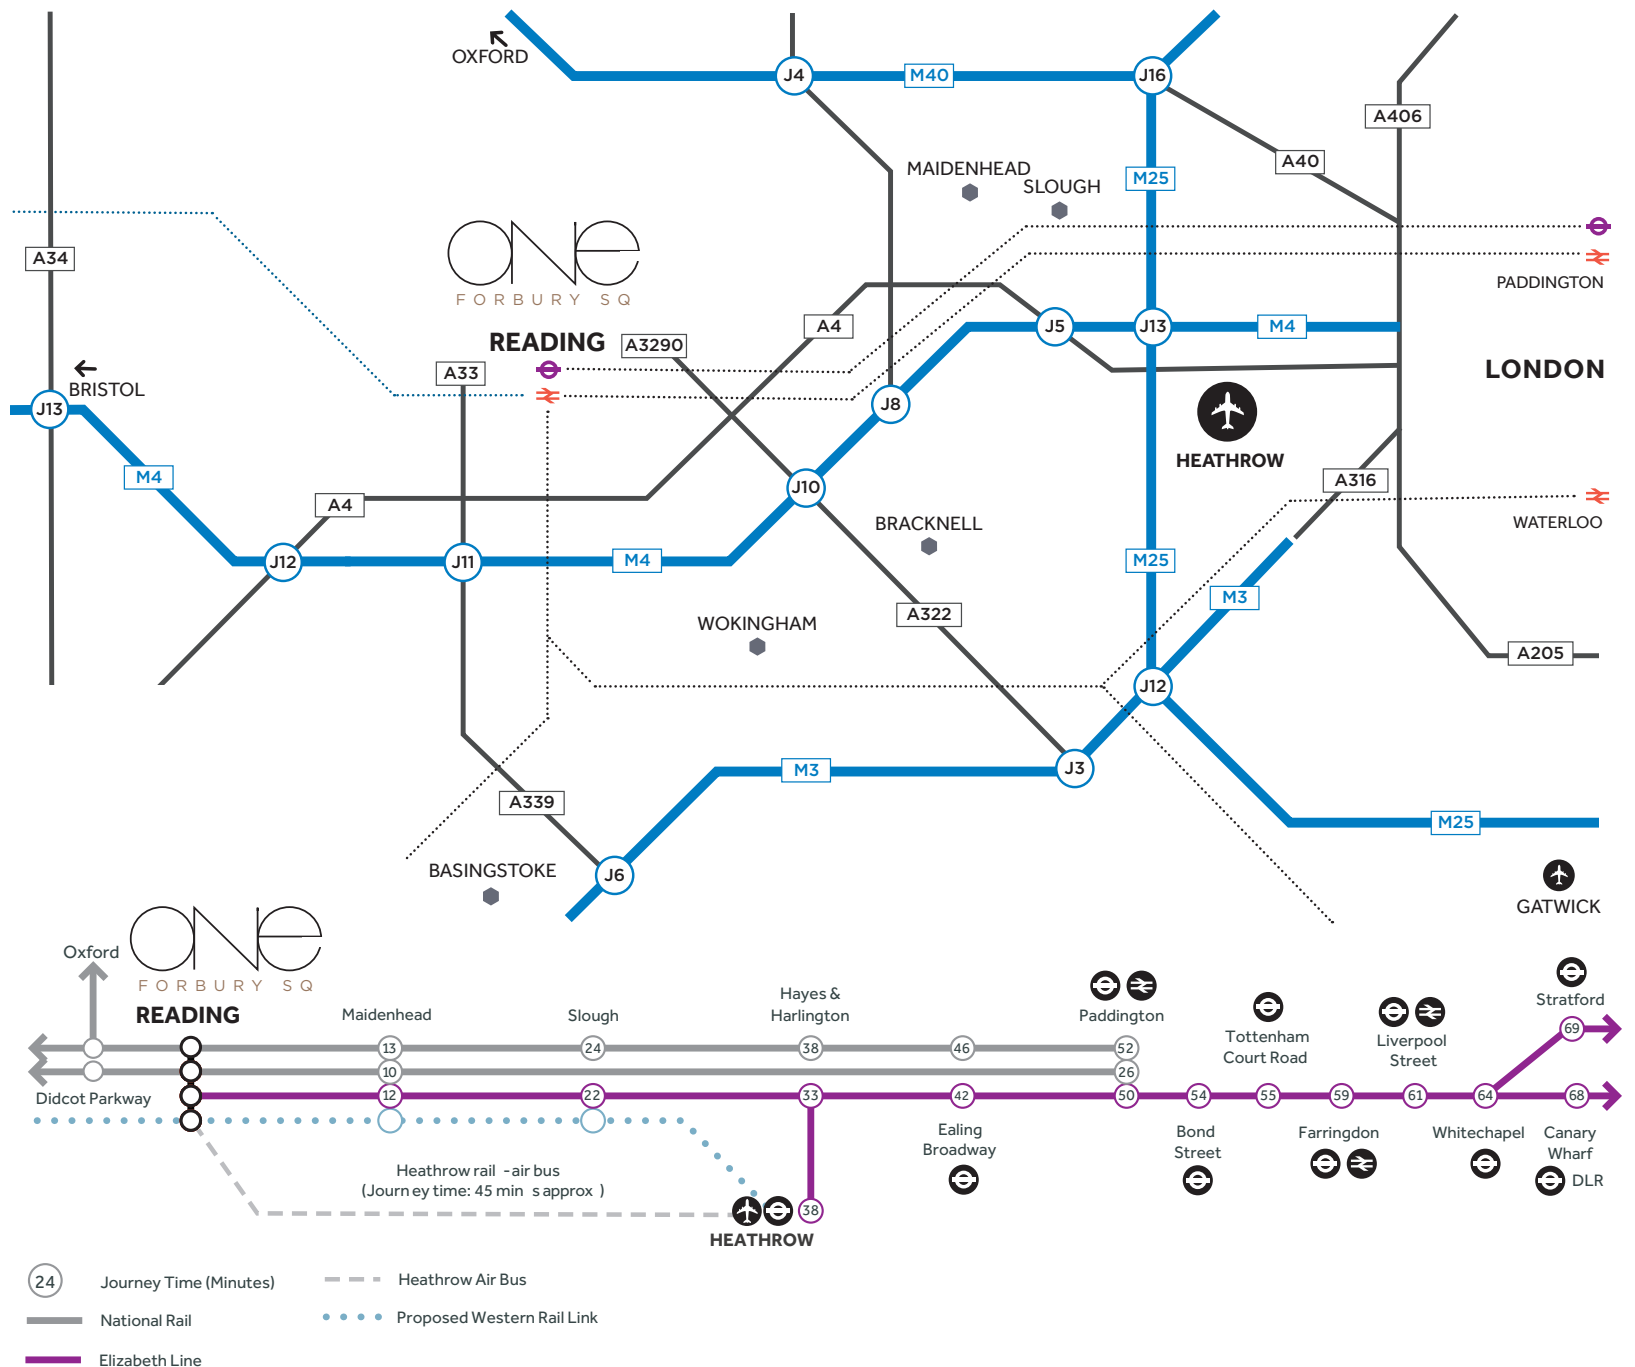 OXFORD
J4
M40
J16
A406
A40
MAIDENHEAD
SLOUGH
M25
ONE
FORBURY SQ
A34
PADDINGTON
READING
A3290
A4
J5
J13
M4
A33
LONDON
BRISTOL
J13
J8
HEATHROW
M4
A4
J10
A316
BRACKNELL
WATERLOO
J12
J11
M4
M25
M3
WOKINGHAM
A322
A205
J12
M3
J3
A339
M25
BASINGSTOKE
J6
GATWICK
ONE
FORBURY SQ
READING
Oxford
Maidenhead
Slough
Hayes &
Harlington
Paddington
Tottenham
Court Road
Liverpool
Street
Stratford
69
13
24
38
46
52
10
26
Didcot Parkway
12
22
33
42
50
54
55
59
61
64
68
Ealing
Broadway
Bond
Street
Farringdon
Whitechapel
Canary
Wharf
DLR
Heathrow rail -air bus
(Journ ey time: 45 min s approx )
38
HEATHROW
24
Journey Time (Minutes)
Heathrow Air Bus
National Rail
Proposed Western Rail Link
Elizabeth Line